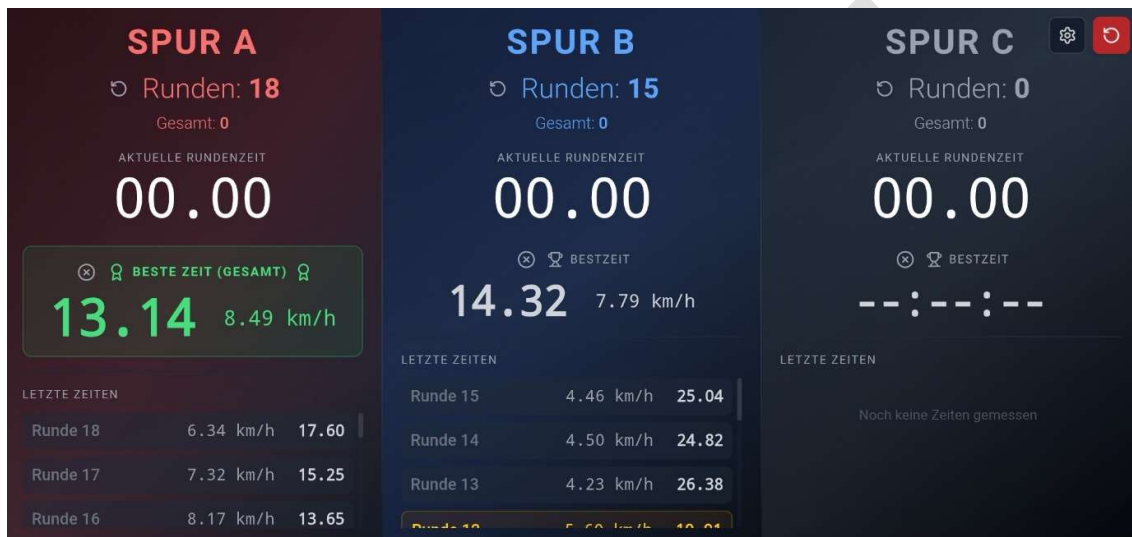 SPUR A
Runden: 18
Gesamt: 0
AKTUELLE RUNDENZEIT
00.00
BESTE ZEIT (GESAMT)
13.14 8.49 km/h
LETZTE ZEITEN
Runde 18 6.34 km/h 17.60
Runde 17 7.32 km/h 15.25
Runde 16 8.17 km/h 13.65
SPUR B
Runden: 15
Gesamt: 0
AKTUELLE RUNDENZEIT
00.00
BESTZEIT
14.32 7.79 km/h
LETZTE ZEITEN
Runde 15 4.46 km/h 25.04
Runde 14 4.50 km/h 24.82
Runde 13 4.23 km/h 26.38
SPUR C
Runden: 0
Gesamt: 0
AKTUELLE RUNDENZEIT
00.00
BESTZEIT
--:--:--
LETZTE ZEITEN
Noch keine Zeiten gemessen